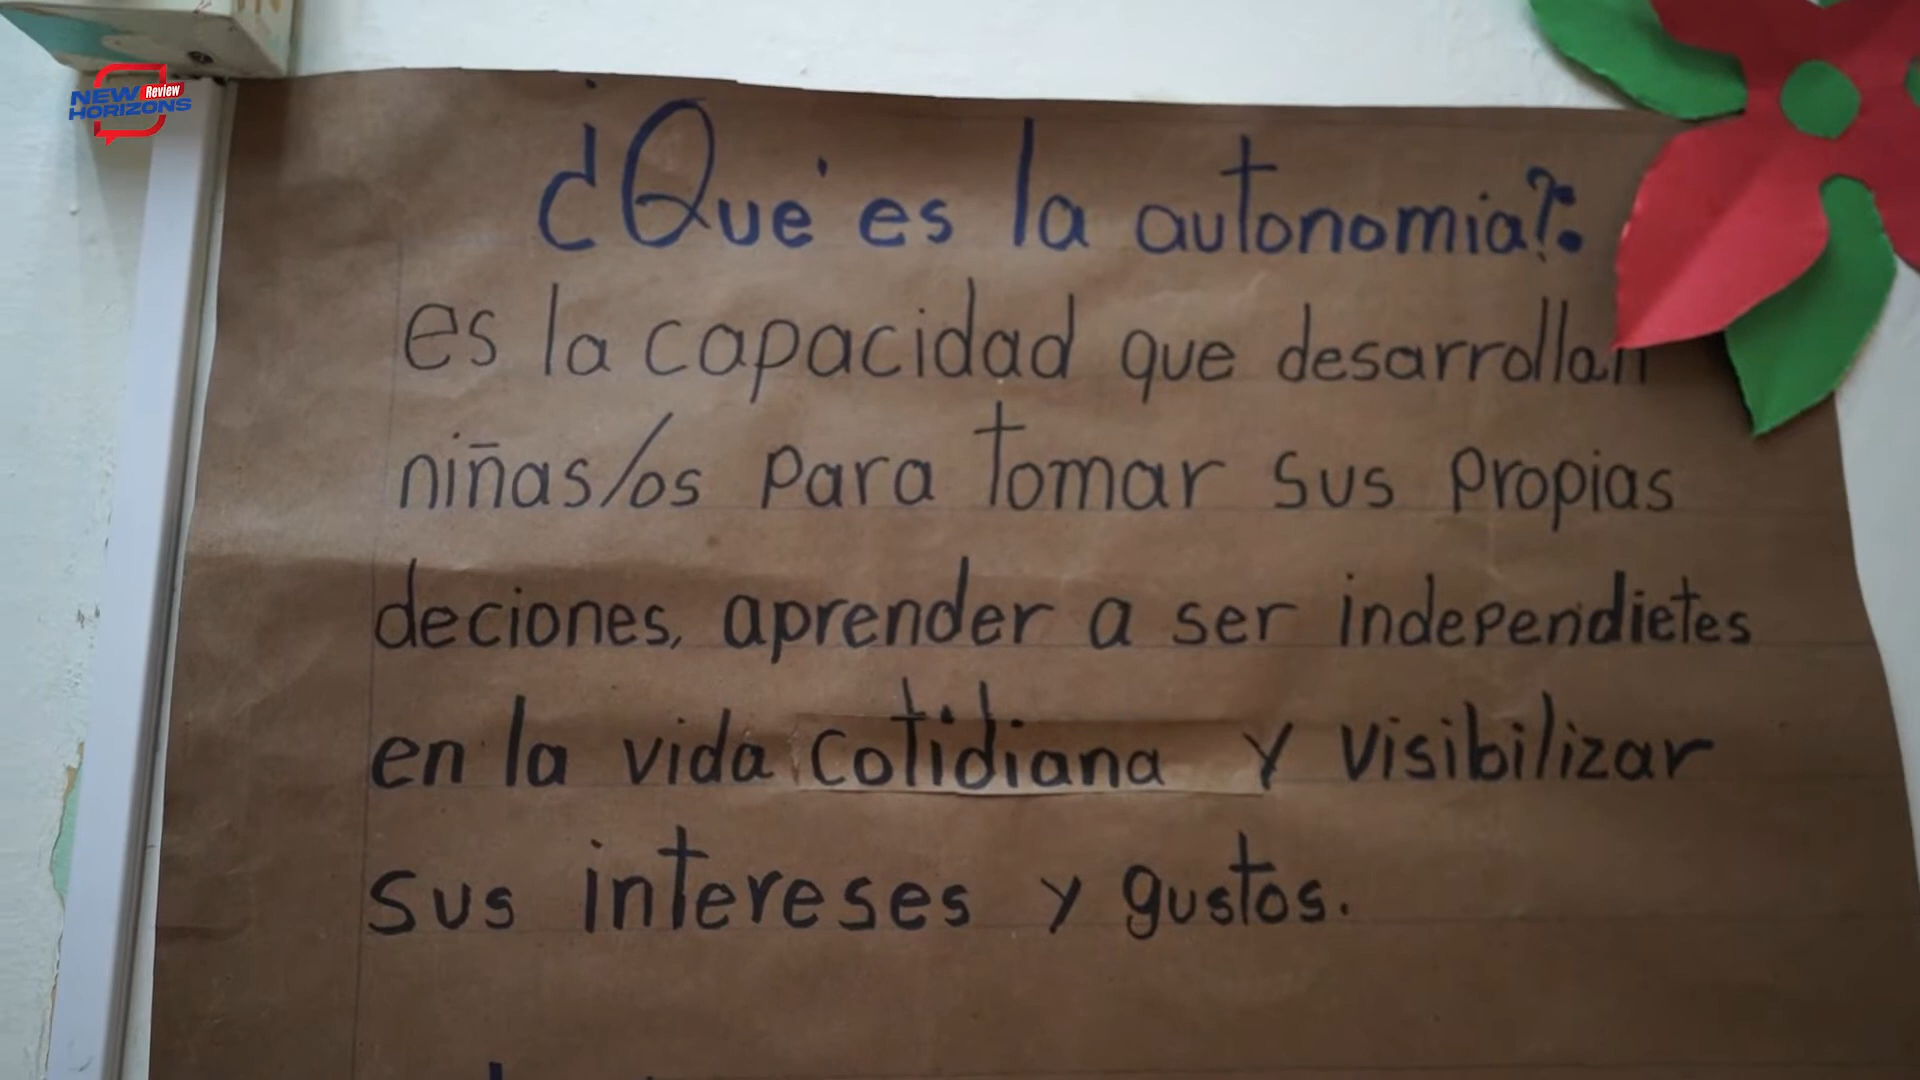 NEW Review
HORIZONS
¿Qué es la autonomia?.
es la capacidad que desarrollan
niñas/os para tomar sus propias
deciones, aprender a ser independietes
en la vida cotidiana y visibilizar
sus intereses y gustos.